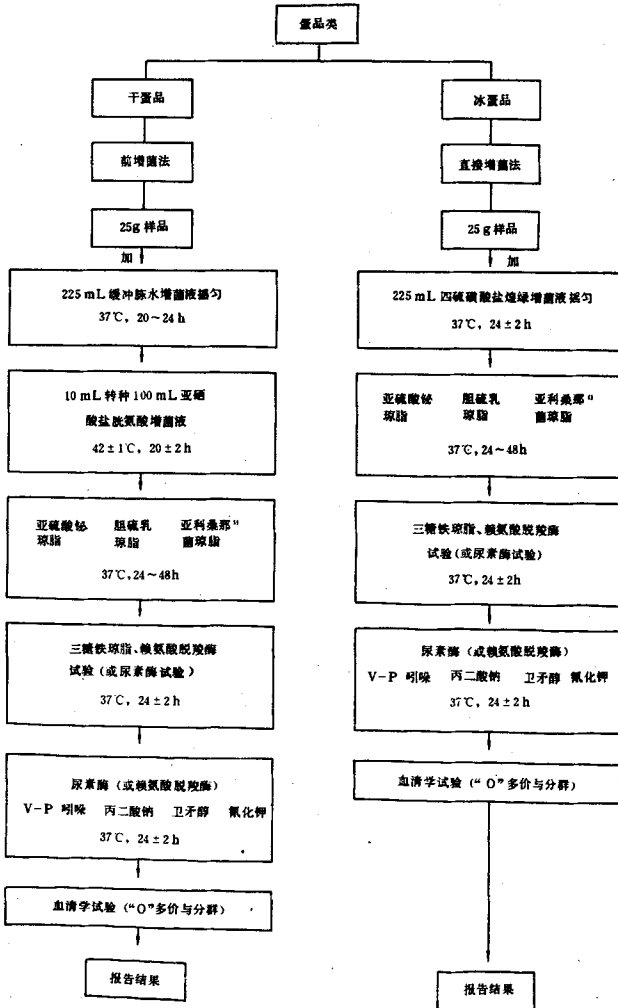 蛋品类
干蛋品
前增菌法
25g 样品
加
225 mL 缓冲胨水增菌液摇匀
37℃, 20~24 h
10 mL 转种 100 mL 亚硒
酸盐胱氨酸增菌液
42±1℃, 20±2h
亚硫酸铋 胆硫乳 亚利桑那¹⁾
琼脂 琼脂 菌琼脂
37℃, 24~48h
三糖铁琼脂、赖氨酸脱羧酶
试验(或尿素酶试验)
37℃, 24±2h
尿素酶(或赖氨酸脱羧酶)
V-P 吲哚 丙二酸钠 卫矛醇 氰化钾
37℃, 24±2h
血清学试验("O"多价与分群)
报告结果
冰蛋品
直接增菌法
25g 样品
加
225 mL 四硫磺酸盐煌绿增菌液摇匀
37℃, 24±2h
亚硫酸铋 胆硫乳 亚利桑那¹⁾
琼脂 琼脂 菌琼脂
37℃, 24~48h
三糖铁琼脂、赖氨酸脱羧酶
试验(或尿素酶试验)
37℃, 24±2h
尿素酶(或赖氨酸脱羧酶)
V-P 吲哚 丙二酸钠 卫矛醇 氰化钾
37℃, 24±2h
血清学试验("O"多价与分群)
报告结果